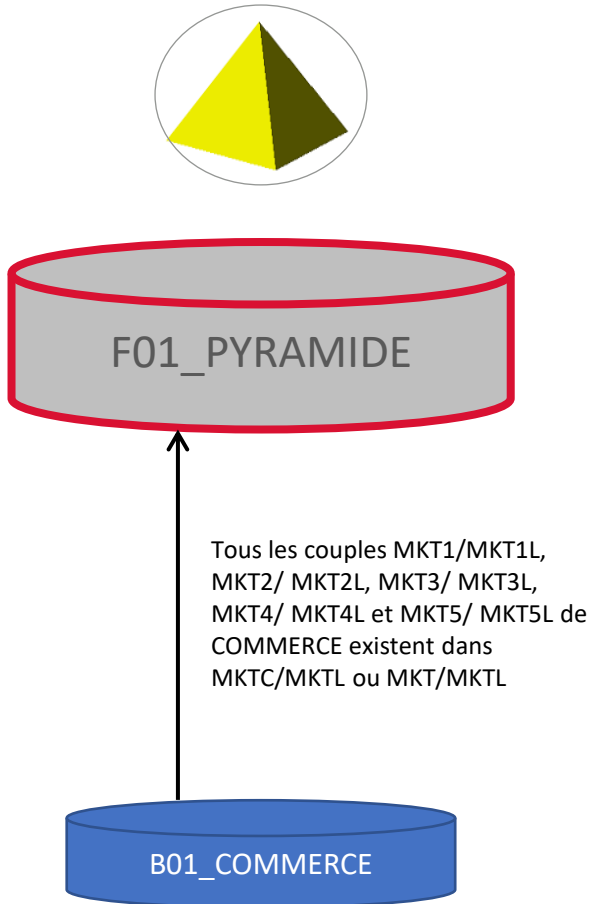 F01_PYRAMIDE
Tous les couples MKT1/MKT1L,
MKT2/ MKT2L, MKT3/ MKT3L,
MKT4/ MKT4L et MKT5/ MKT5L de
COMMERCE existent dans
MKTC/MKTL ou MKT/MKTL
B01_COMMERCE